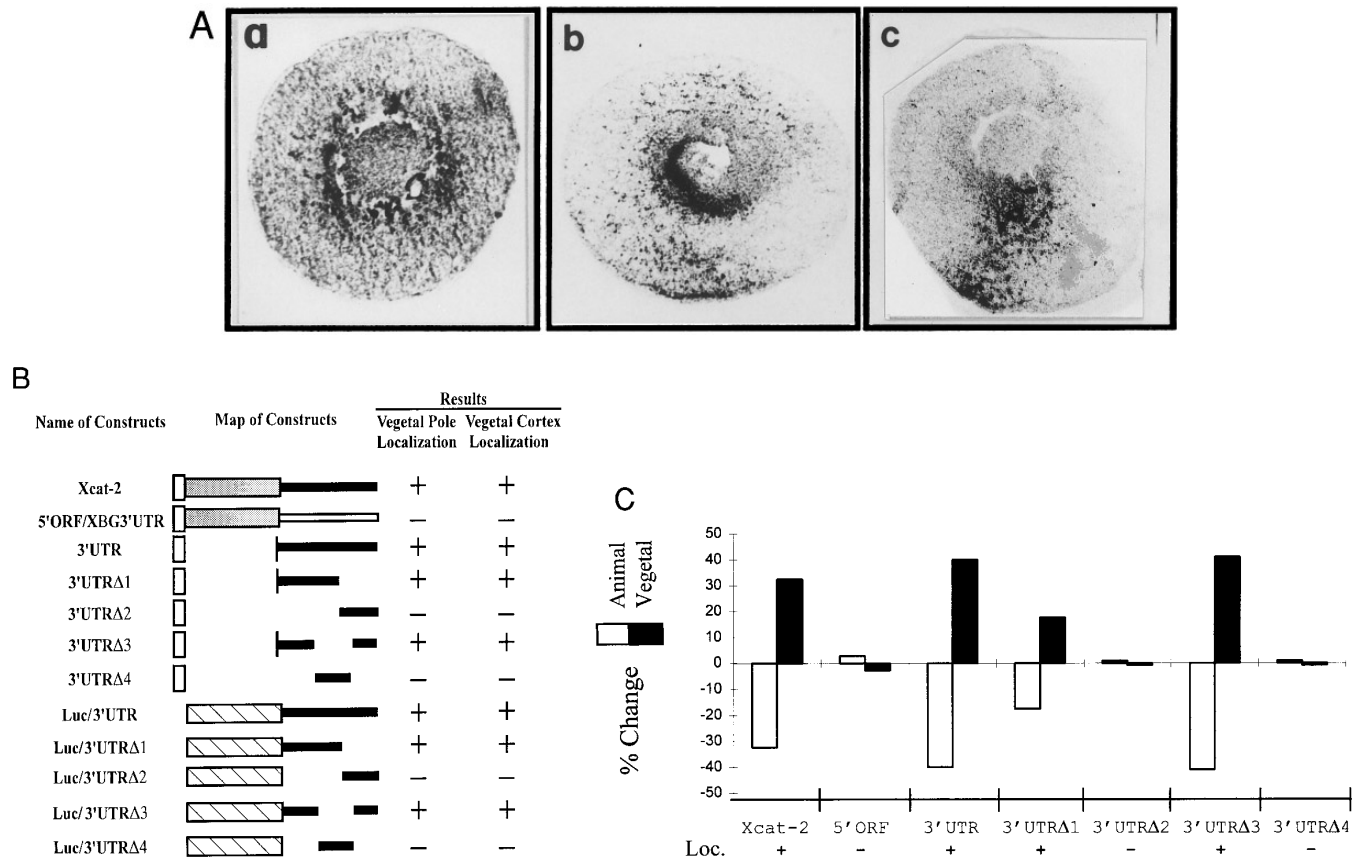 A
a
b
c
B
Results
Name of Constructs Map of Constructs Vegetal Pole Localization Vegetal Cortex Localization
Xcat-2 + +
5'ORF/XBG3'UTR – –
3'UTR + +
3'UTRΔ1 + +
3'UTRΔ2 – –
3'UTRΔ3 + +
3'UTRΔ4 – –
Luc/3'UTR + +
Luc/3'UTRΔ1 + +
Luc/3'UTRΔ2 – –
Luc/3'UTRΔ3 + +
Luc/3'UTRΔ4 – –
C
Animal
Vegetal
% Change
50
40
30
20
10
0
-10
-20
-30
-40
-50
Xcat-2 5'ORF 3'UTR 3'UTRΔ1 3'UTRΔ2 3'UTRΔ3 3'UTRΔ4
Loc. + – + + – + –